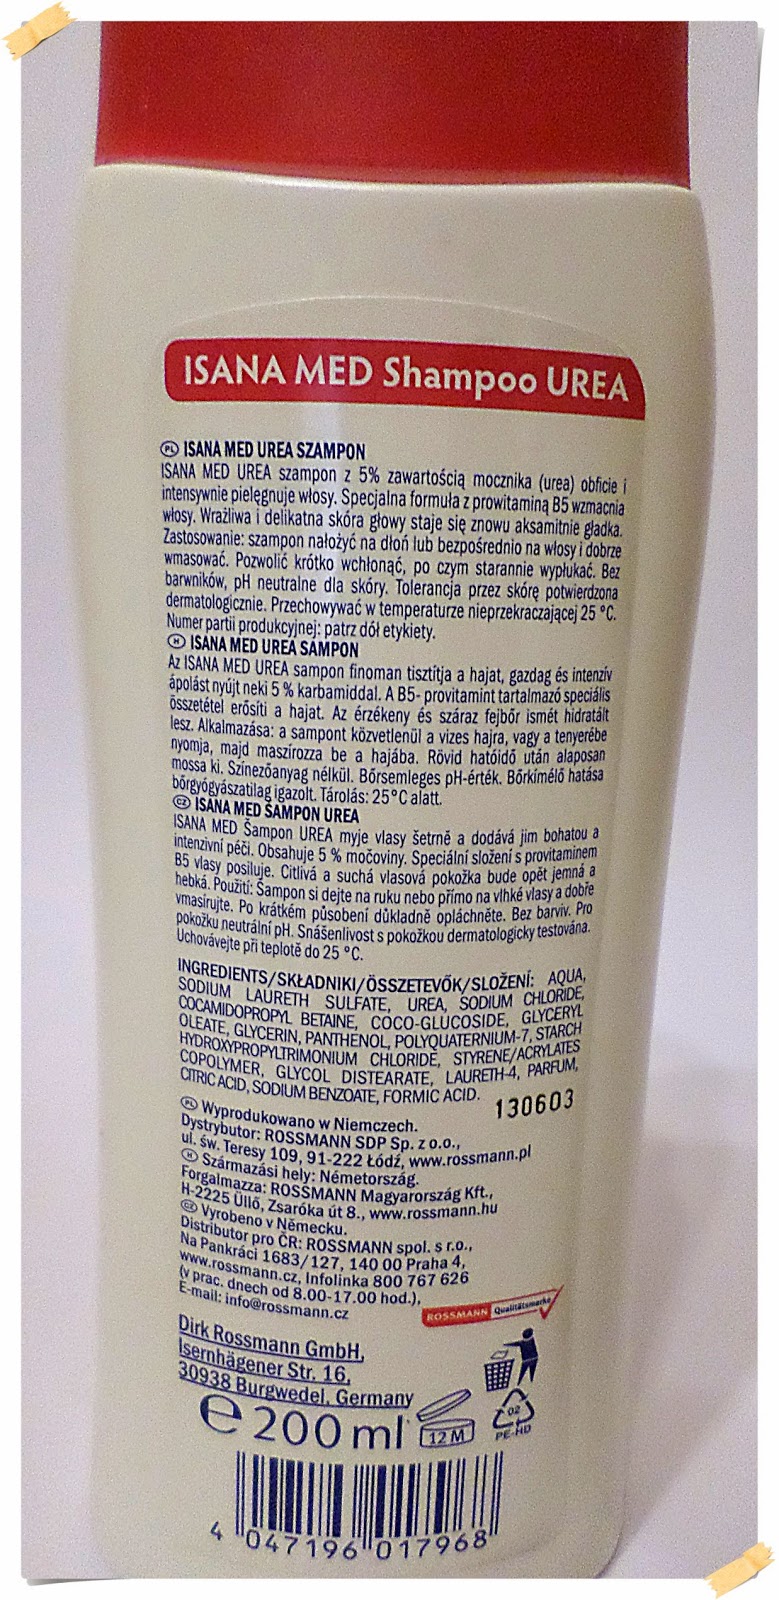 ISANA MED Shampoo UREA
PL ISANA MED UREA SZAMPON
ISANA MED UREA szampon z 5% zawartością mocznika (urea) obficie i
intensywnie pielęgnuje włosy. Specjalna formuła z prowitaminą B5 wzmacnia
włosy. Wrażliwa i delikatna skóra głowy staje się znowu aksamitnie gładka.
Zastosowanie: szampon nałożyć na dłoń lub bezpośrednio na włosy i dobrze
wmasować. Pozwolić krótko wchłonąć, po czym starannie wypłukać. Bez
barwników, pH neutralne dla skóry. Tolerancja przez skórę potwierdzona
dermatologicznie. Przechowywać w temperaturze nieprzekraczającej 25 °C.
Numer partii produkcyjnej: patrz dół etykiety.
H ISANA MED UREA SAMPON
Az ISANA MED UREA sampon finoman tisztítja a hajat, gazdag és intenzív
ápolást nyújt neki 5 % karbamiddal. A B5- provitamint tartalmazó speciális
összetétel erősíti a hajat. Az érzékeny és száraz fejbőr ismét hidratált
lesz. Alkalmazása: a sampont közvetlenül a vizes hajra, vagy a tenyerébe
nyomja, majd maszírozza be a hajába. Rövid hatóidő után alaposan
mossa ki. Színezőanyag nélkül. Bőrsemleges pH-érték. Bőrkímélő hatása
bőrgyógyászatilag igazolt. Tárolás: 25°C alatt.
CZ ISANA MED ŠAMPON UREA
ISANA MED Šampon UREA myje vlasy šetrně a dodává jim bohatou a
intenzivní péči. Obsahuje 5 % močoviny. Speciální složení s provitaminem
B5 vlasy posiluje. Citlivá a suchá vlasová pokožka bude opět jemná a
hebká. Použití: Šampon si dejte na ruku nebo přímo na vlhké vlasy a dobře
vmasírujte. Po krátkém působení důkladně opláchněte. Bez barviv. Pro
pokožku neutrální pH. Snášenlivost s pokožkou dermatologicky testována.
Uchovávejte při teplotě do 25 °C.
INGREDIENTS/SKŁADNIKI/ÖSSZETEVŐK/SLOŽENÍ: AQUA,
SODIUM LAURETH SULFATE, UREA, SODIUM CHLORIDE,
COCAMIDOPROPYL BETAINE, COCO-GLUCOSIDE, GLYCERYL
OLEATE, GLYCERIN, PANTHENOL, POLYQUATERNIUM-7, STARCH
HYDROXYPROPYLTRIMONIUM CHLORIDE, STYRENE/ACRYLATES
COPOLYMER, GLYCOL DISTEARATE, LAURETH-4, PARFUM,
CITRIC ACID, SODIUM BENZOATE, FORMIC ACID.
130603
PL Wyprodukowano w Niemczech.
Dystrybutor: ROSSMANN SDP Sp. z o.o.,
ul. św. Teresy 109, 91-222 Łódź, www.rossmann.pl
H Származási hely: Németország.
Forgalmazza: ROSSMANN Magyarország Kft.,
H-2225 Üllő, Zsaróka út 8., www.rossmann.hu
CZ Vyrobeno v Německu.
Distributor pro ČR: ROSSMANN spol. s r.o.,
Na Pankráci 1683/127, 140 00 Praha 4,
www.rossmann.cz, Infolinka 800 767 626
(v prac. dnech od 8.00-17.00 hod.),
E-mail: info@rossmann.cz
ROSSMANN Qualitätsmarke
Dirk Rossmann GmbH,
Isernhägener Str. 16,
30938 Burgwedel, Germany
e 200 ml
12 M
02
PE-HD
4 047196 017968